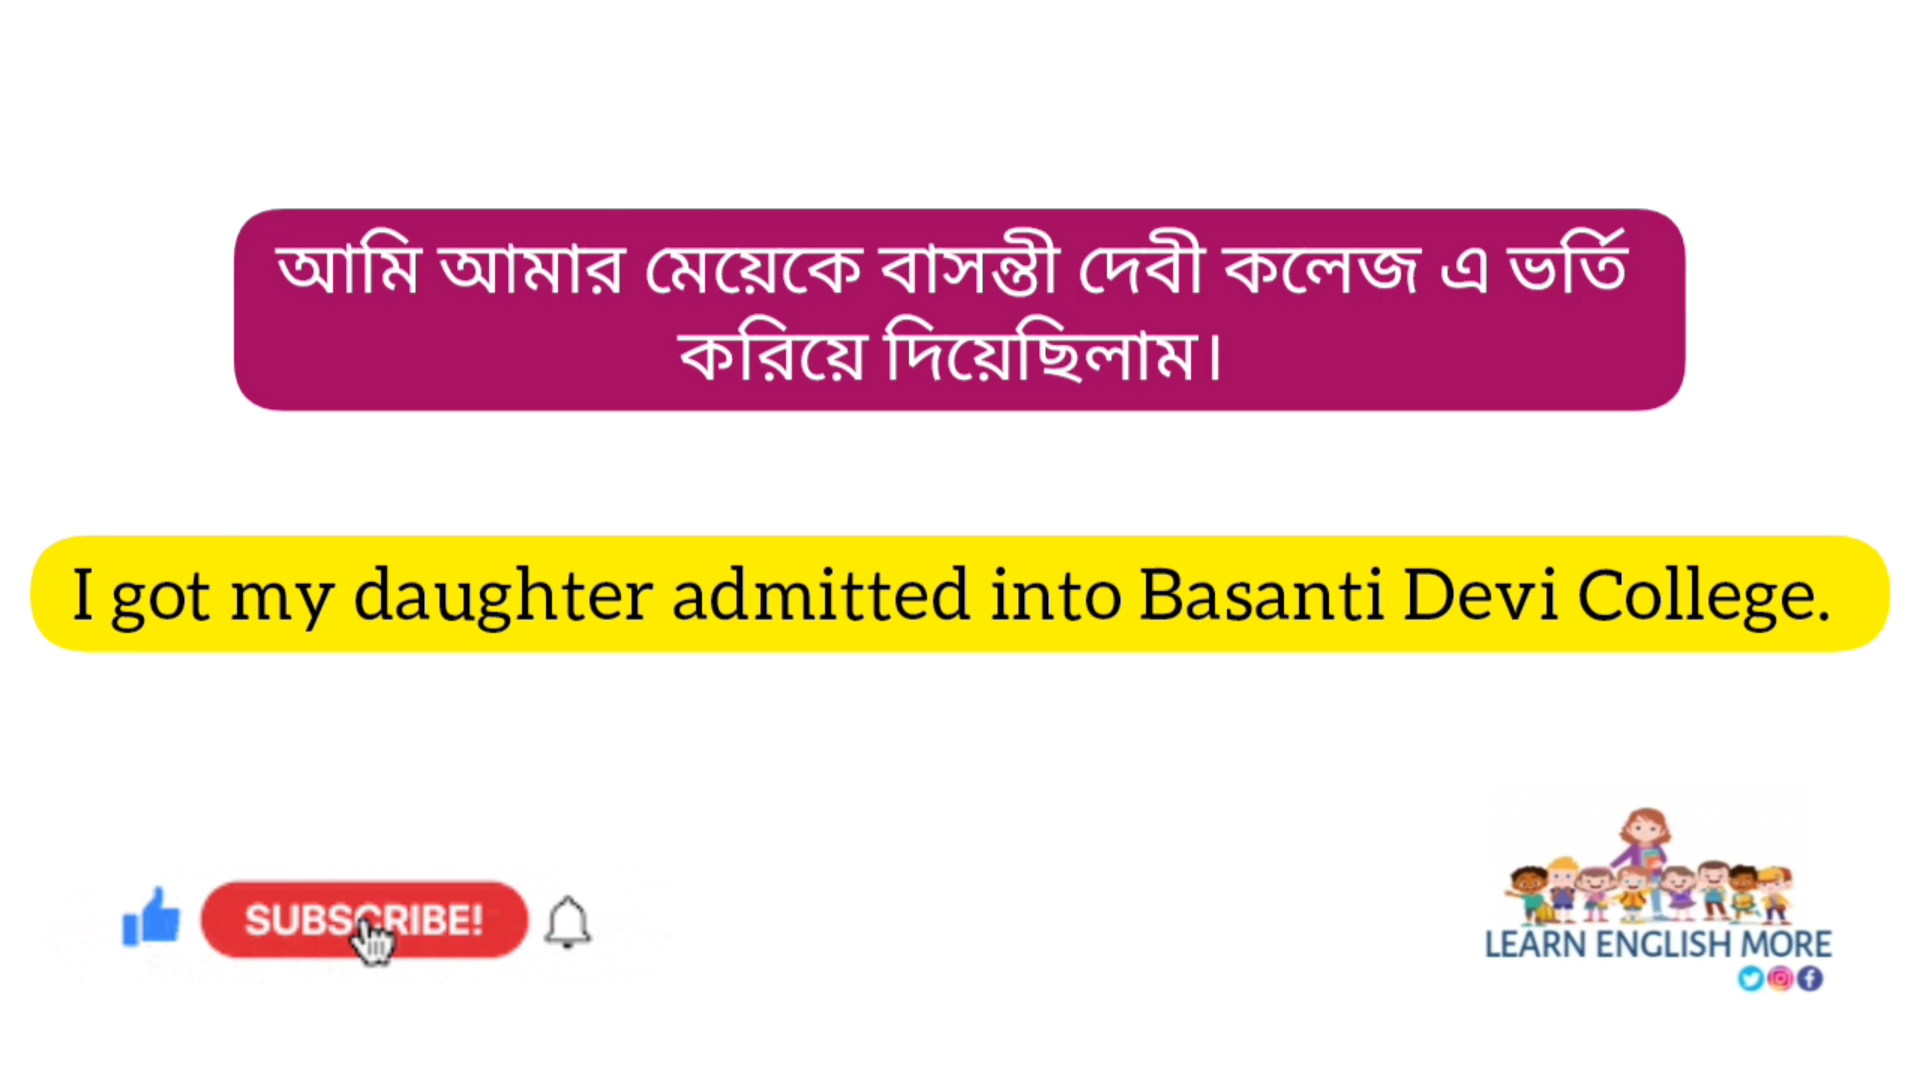 আমি আমার মেয়েকে বাসন্তী দেবী কলেজ এ ভর্তি
করিয়ে দিয়েছিলাম।
I got my daughter admitted into Basanti Devi College.
SUBSCRIBE!
LEARN ENGLISH MORE